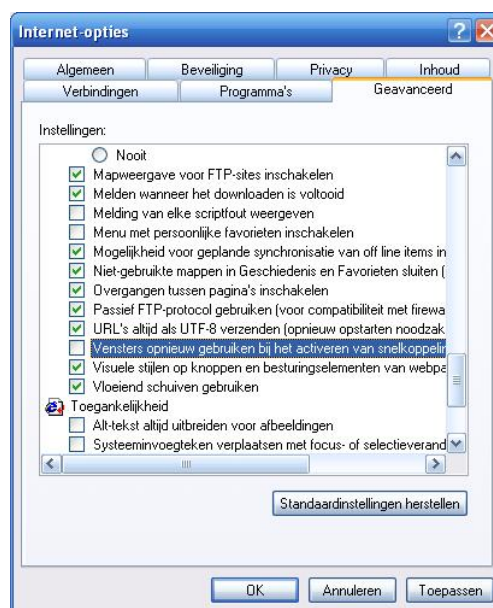 Internet-opties
Algemeen Beveiliging Privacy Inhoud
Verbindingen Programma's Geavanceerd
Instellingen:
Nooit
Mapweergave voor FTP-sites inschakelen
Melden wanneer het downloaden is voltooid
Melding van elke scriptfout weergeven
Menu met persoonlijke favorieten inschakelen
Mogelijkheid voor geplande synchronisatie van off line items in
Niet-gebruikte mappen in Geschiedenis en Favorieten sluiten (
Overgangen tussen pagina's inschakelen
Passief FTP-protocol gebruiken (voor compatibiliteit met firewa
URL's altijd als UTF-8 verzenden (opnieuw opstarten noodzak
Vensters opnieuw gebruiken bij het activeren van snelkoppelin
Visuele stijlen op knoppen en besturingselementen van webpa
Vloeiend schuiven gebruiken
Toegankelijkheid
Alt-tekst altijd uitbreiden voor afbeeldingen
Systeeminvoegteken verplaatsen met focus- of selectieverand
Standaardinstellingen herstellen
OK Annuleren Toepassen